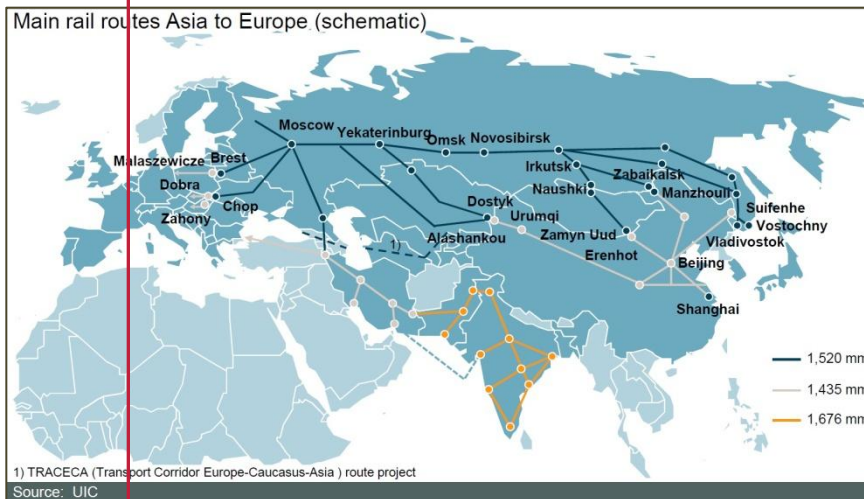 Main rail routes Asia to Europe (schematic)
Moscow
Yekaterinburg
Omsk
Novosibirsk
Malaszewicze
Brest
Irkutsk
Zabaikalsk
Dobra
Naushki
Manzhouli
Chop
Dostyk
Suifenhe
Zahony
Urumqi
Vostochny
Alashankou
Zamyn Uud
Vladivostok
1)
Erenhot
Beijing
Shanghai
1,520 mm
1,435 mm
1,676 mm
1) TRACECA (Transport Corridor Europe-Caucasus-Asia ) route project
Source: UIC